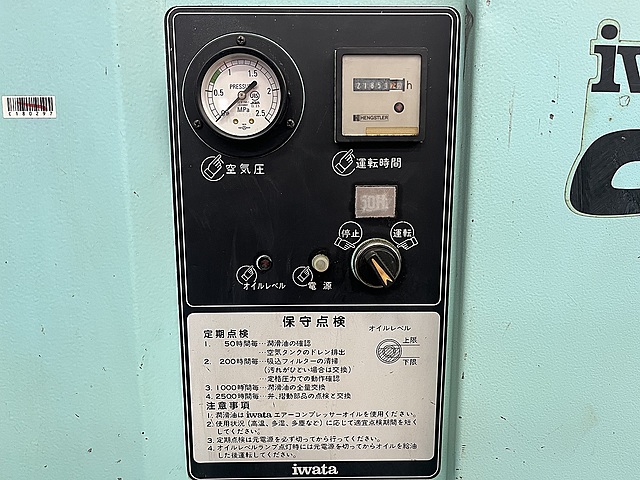 1
1.5
PRESSURE
0.5
2
MPa
0
2.5
h
HENGSTLER
C180297
空気圧
運転時間
50Hz
停止
運転
オイルレベル
電源
保守点検
定期点検
オイルレベル
上限
下限
1. 50時間毎…潤滑油の確認
…空気タンクのドレン排出
2. 200時間毎…吸込フィルターの清掃
(汚れがひどい場合は交換)
…定格圧力での動作確認
3. 1000時間毎…潤滑油の全量交換
4. 2500時間毎…弁、摺動部品の点検と交換
注意事項
1. 潤滑油はiwataエアーコンプレッサーオイルを使用ください。
2. 使用状況(高温、多湿、多塵など)に応じて適宜点検期間を短く
してください。
3. 定期点検は元電源を必ず切ってから行ってください。
4. オイルレベルランプ点灯時には元電源を切ってからオイルを給油
した後運転してください。
iwata